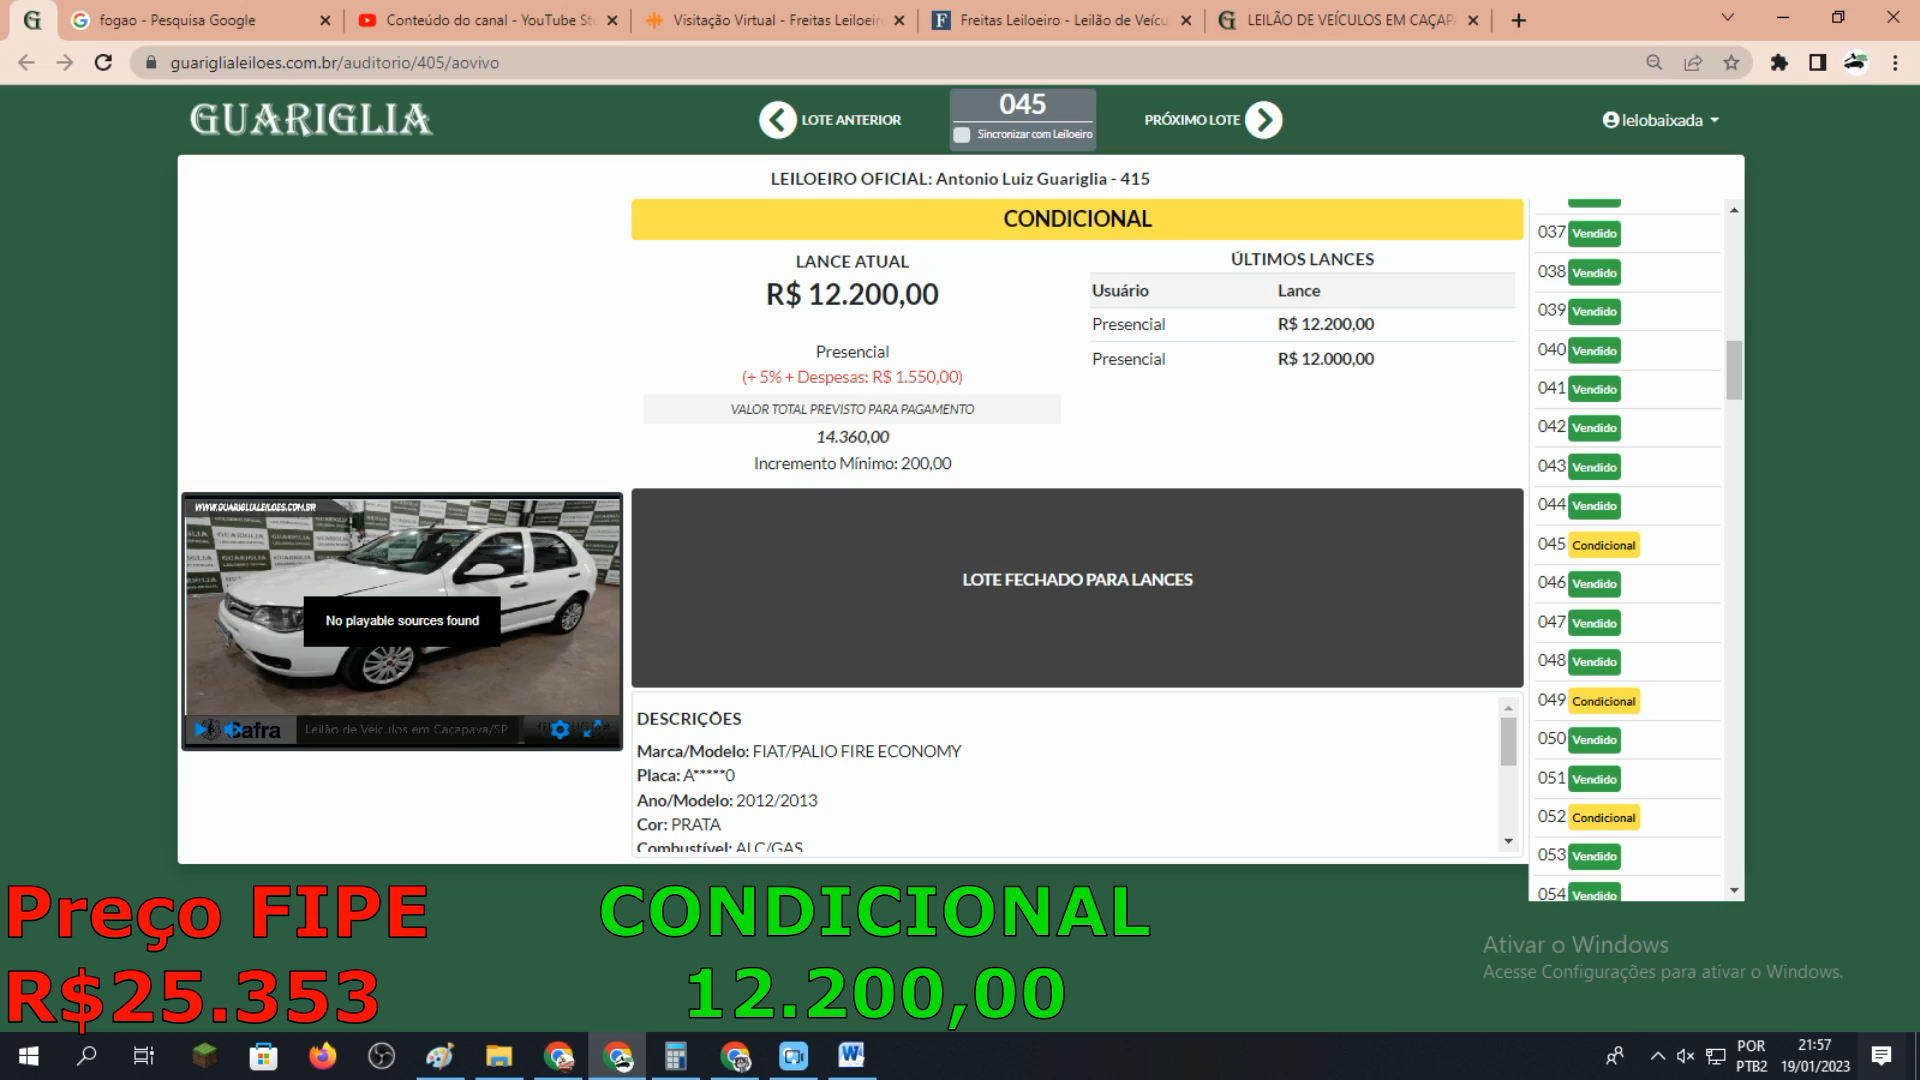 fogao - Pesquisa Google
Conteúdo do canal - YouTube St
Visitação Virtual - Freitas Leiloeir
Freitas Leiloeiro - Leilão de Veícu
LEILÃO DE VEÍCULOS EM CAÇAPA
guariglialeiloes.com.br/auditorio/405/aovivo
GUARIGLIA
LOTE ANTERIOR
045
Sincronizar com Leiloeiro
PRÓXIMO LOTE
lelobaixada
LEILOEIRO OFICIAL: Antonio Luiz Guariglia - 415
CONDICIONAL
LANCE ATUAL
R$ 12.200,00
Presencial
(+ 5% + Despesas: R$ 1.550,00)
VALOR TOTAL PREVISTO PARA PAGAMENTO
14.360,00
Incremento Mínimo: 200,00
ÚLTIMOS LANCES
Usuário Lance
Presencial R$ 12.200,00
Presencial R$ 12.000,00
037 Vendido
038 Vendido
039 Vendido
040 Vendido
041 Vendido
042 Vendido
043 Vendido
044 Vendido
045 Condicional
046 Vendido
047 Vendido
048 Vendido
049 Condicional
050 Vendido
051 Vendido
052 Condicional
053 Vendido
054 Vendido
WWW.GUARIGLIALEILOES.COM.BR
GUARIGLIA
No playable sources found
Safra
Leilão de Veículos em Caçapava/SP
LOTE FECHADO PARA LANCES
DESCRIÇÕES
Marca/Modelo: FIAT/PALIO FIRE ECONOMY
Placa: A*****0
Ano/Modelo: 2012/2013
Cor: PRATA
Combustível: ALC/GAS
Preço FIPE
R$25.353
CONDICIONAL
12.200,00
Ativar o Windows
Acesse Configurações para ativar o Windows.
POR
PTB2
21:57
19/01/2023